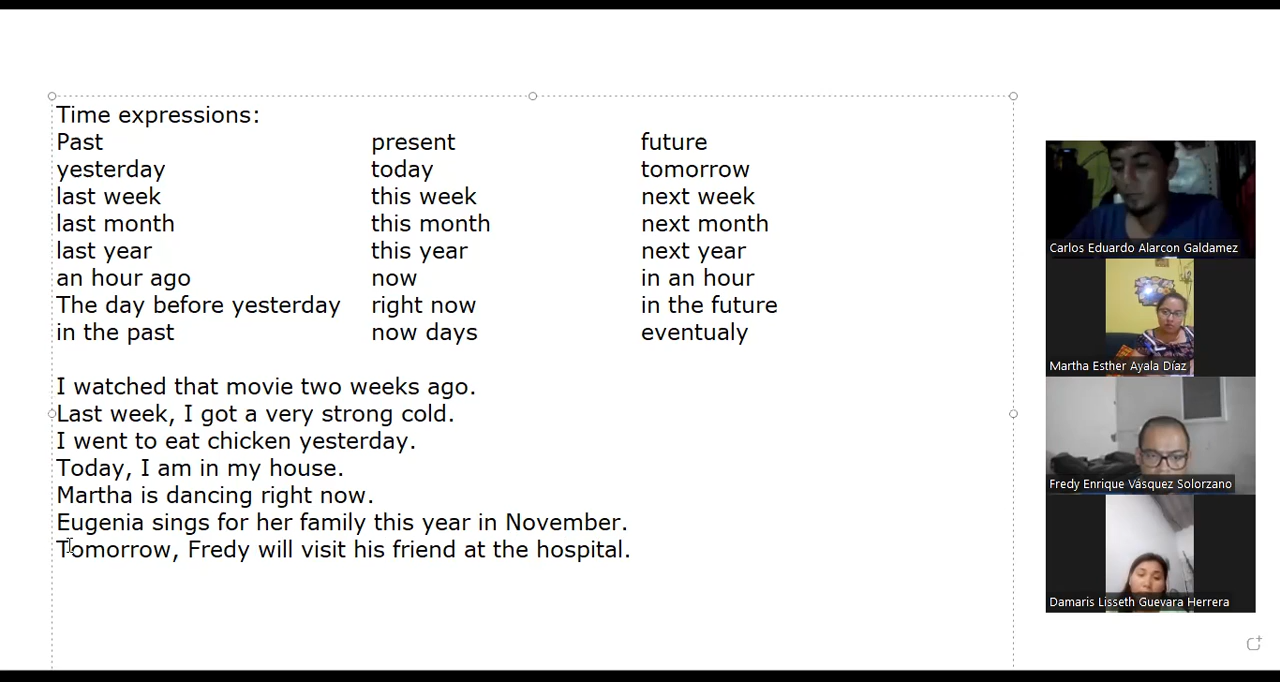 Time expressions:
Past present future
yesterday today tomorrow
last week this week next week
last month this month next month
last year this year next year
an hour ago now in an hour
The day before yesterday right now in the future
in the past now days eventualy
I watched that movie two weeks ago.
Last week, I got a very strong cold.
I went to eat chicken yesterday.
Today, I am in my house.
Martha is dancing right now.
Eugenia sings for her family this year in November.
Tomorrow, Fredy will visit his friend at the hospital.
Carlos Eduardo Alarcon Galdamez
Martha Esther Ayala Díaz
Fredy Enrique Vásquez Solorzano
Damaris Lisseth Guevara Herrera